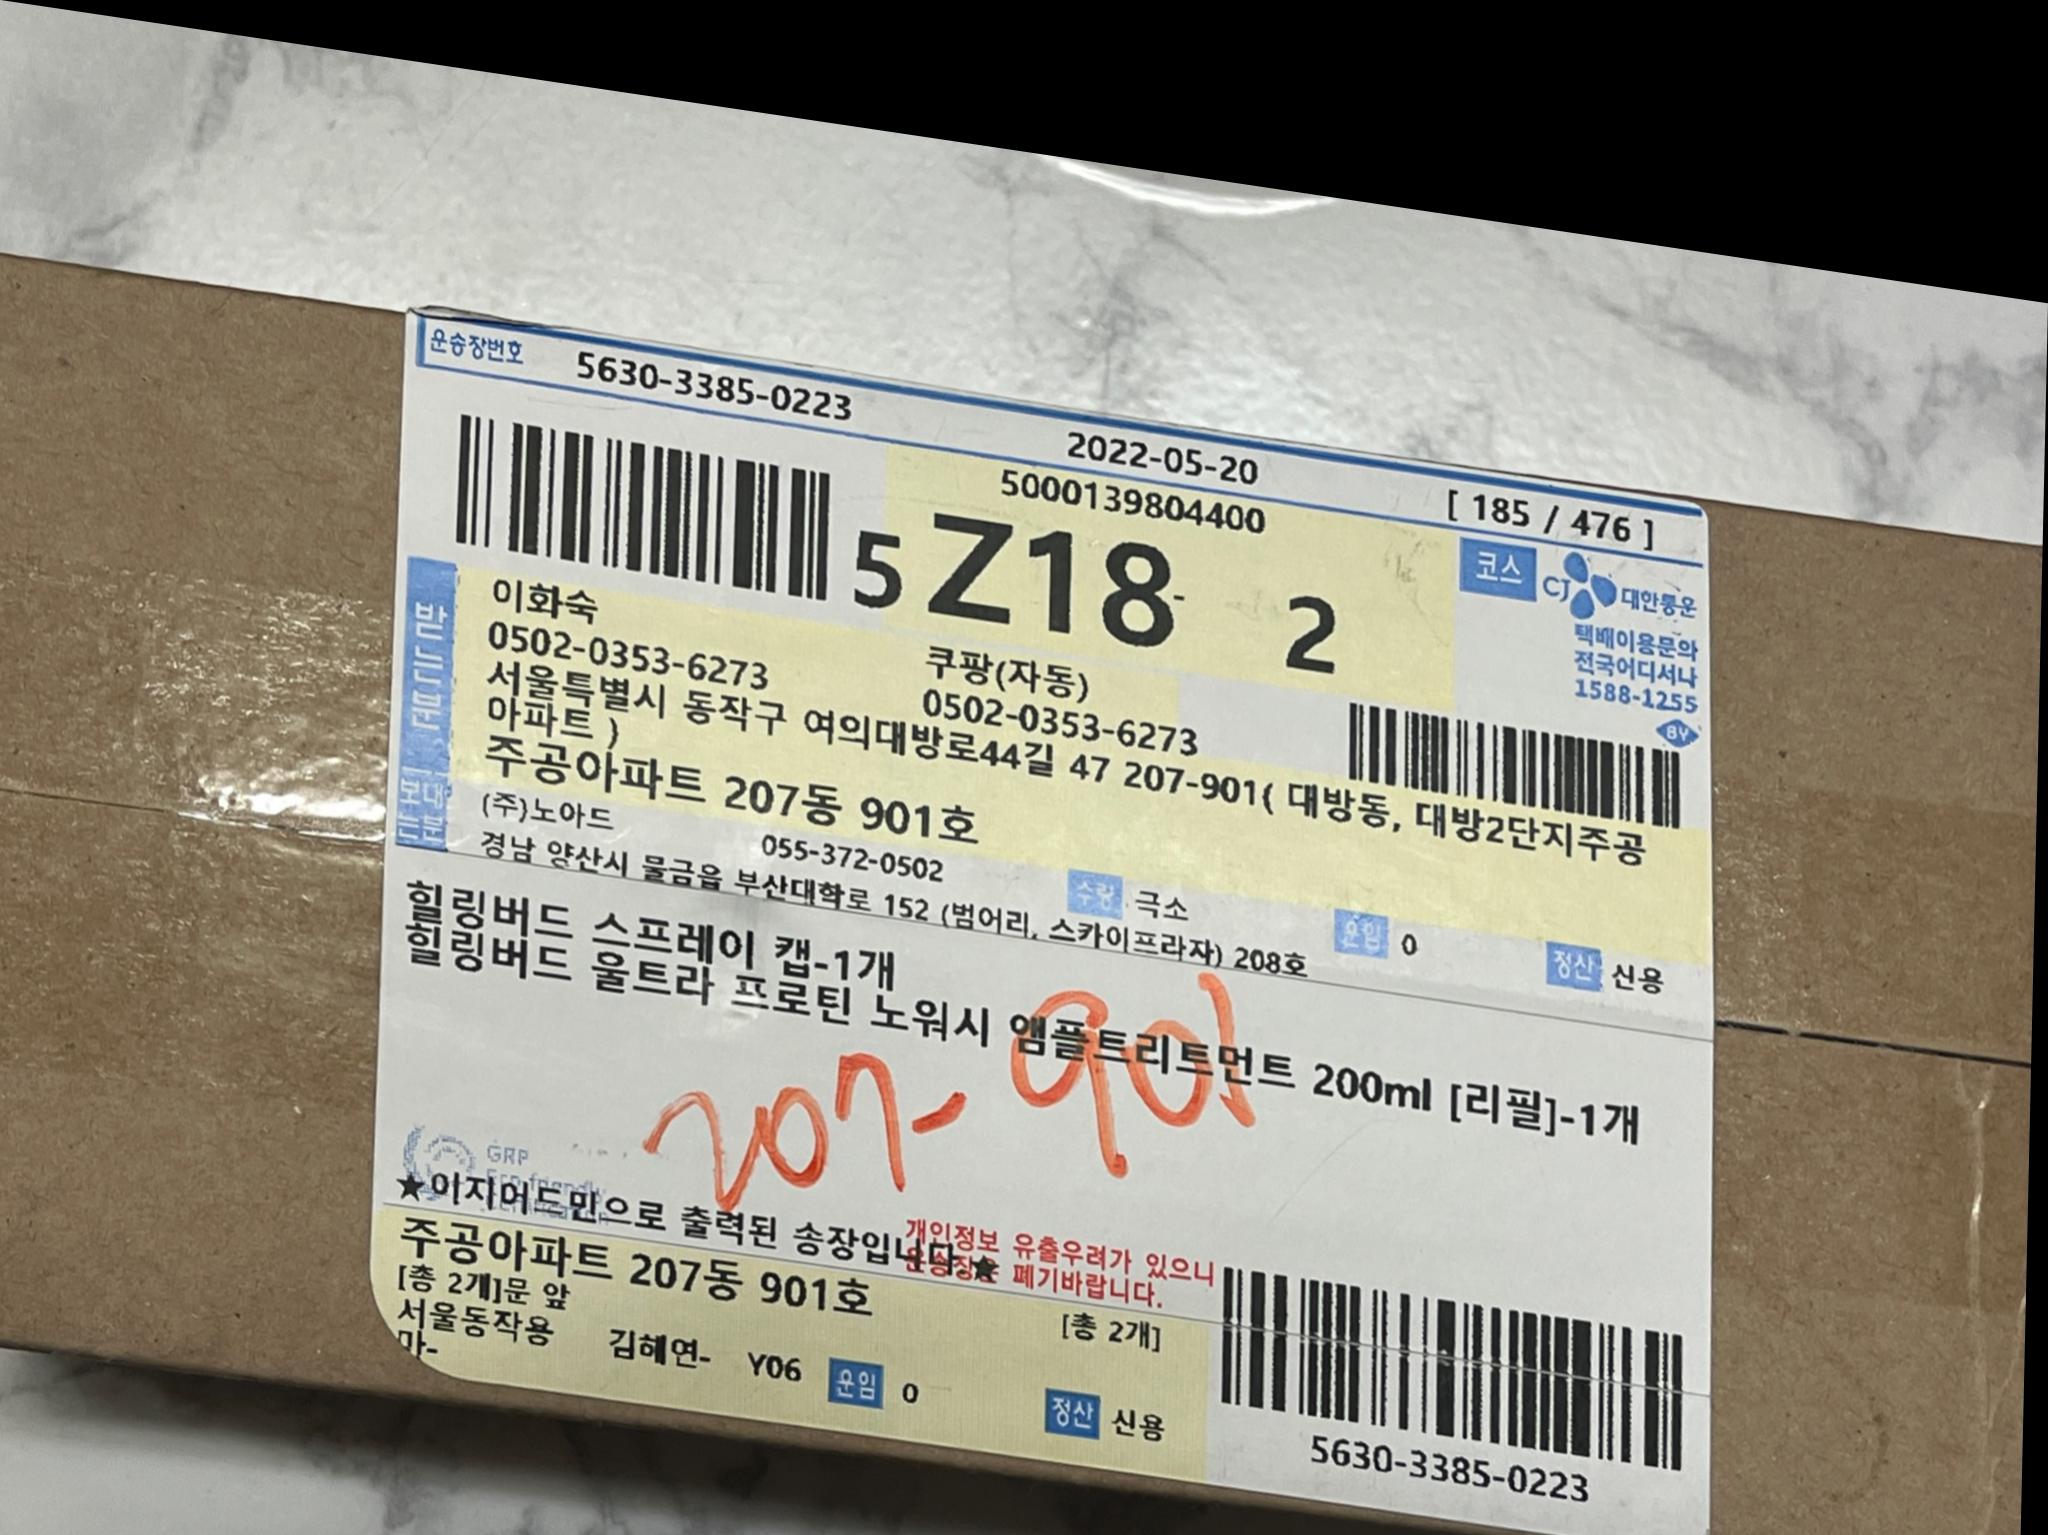 운송장번호 5630-3385-0223 2022-05-20 [ 185 / 476 ]
5000139804400
5 Z18- 2
코스 CJ 대한통운
택배이용문의
전국어디서나
1588-1255
BY
받는분
이화숙
0502-0353-6273 쿠팡(자동) 0502-0353-6273
서울특별시 동작구 여의대방로44길 47 207-901( 대방동, 대방2단지주공
아파트 )
주공아파트 207동 901호
보내는분
(주)노아드 055-372-0502 수량 극소 운임 0 정산 신용
경남 양산시 물금읍 부산대학로 152 (범어리, 스카이프라자) 208호
힐링버드 스프레이 캡-1개
힐링버드 울트라 프로틴 노워시 앰플트리트먼트 200ml [리필]-1개
207-901
GRP
Eco friendly
★이지어드민으로 출력된 송장입니다.★
개인정보 유출우려가 있으니
운송장은 폐기바랍니다.
주공아파트 207동 901호
[총 2개]문 앞 [총 2개]
서울동작용 김혜연- Y06 운임 0 정산 신용
마-
5630-3385-0223